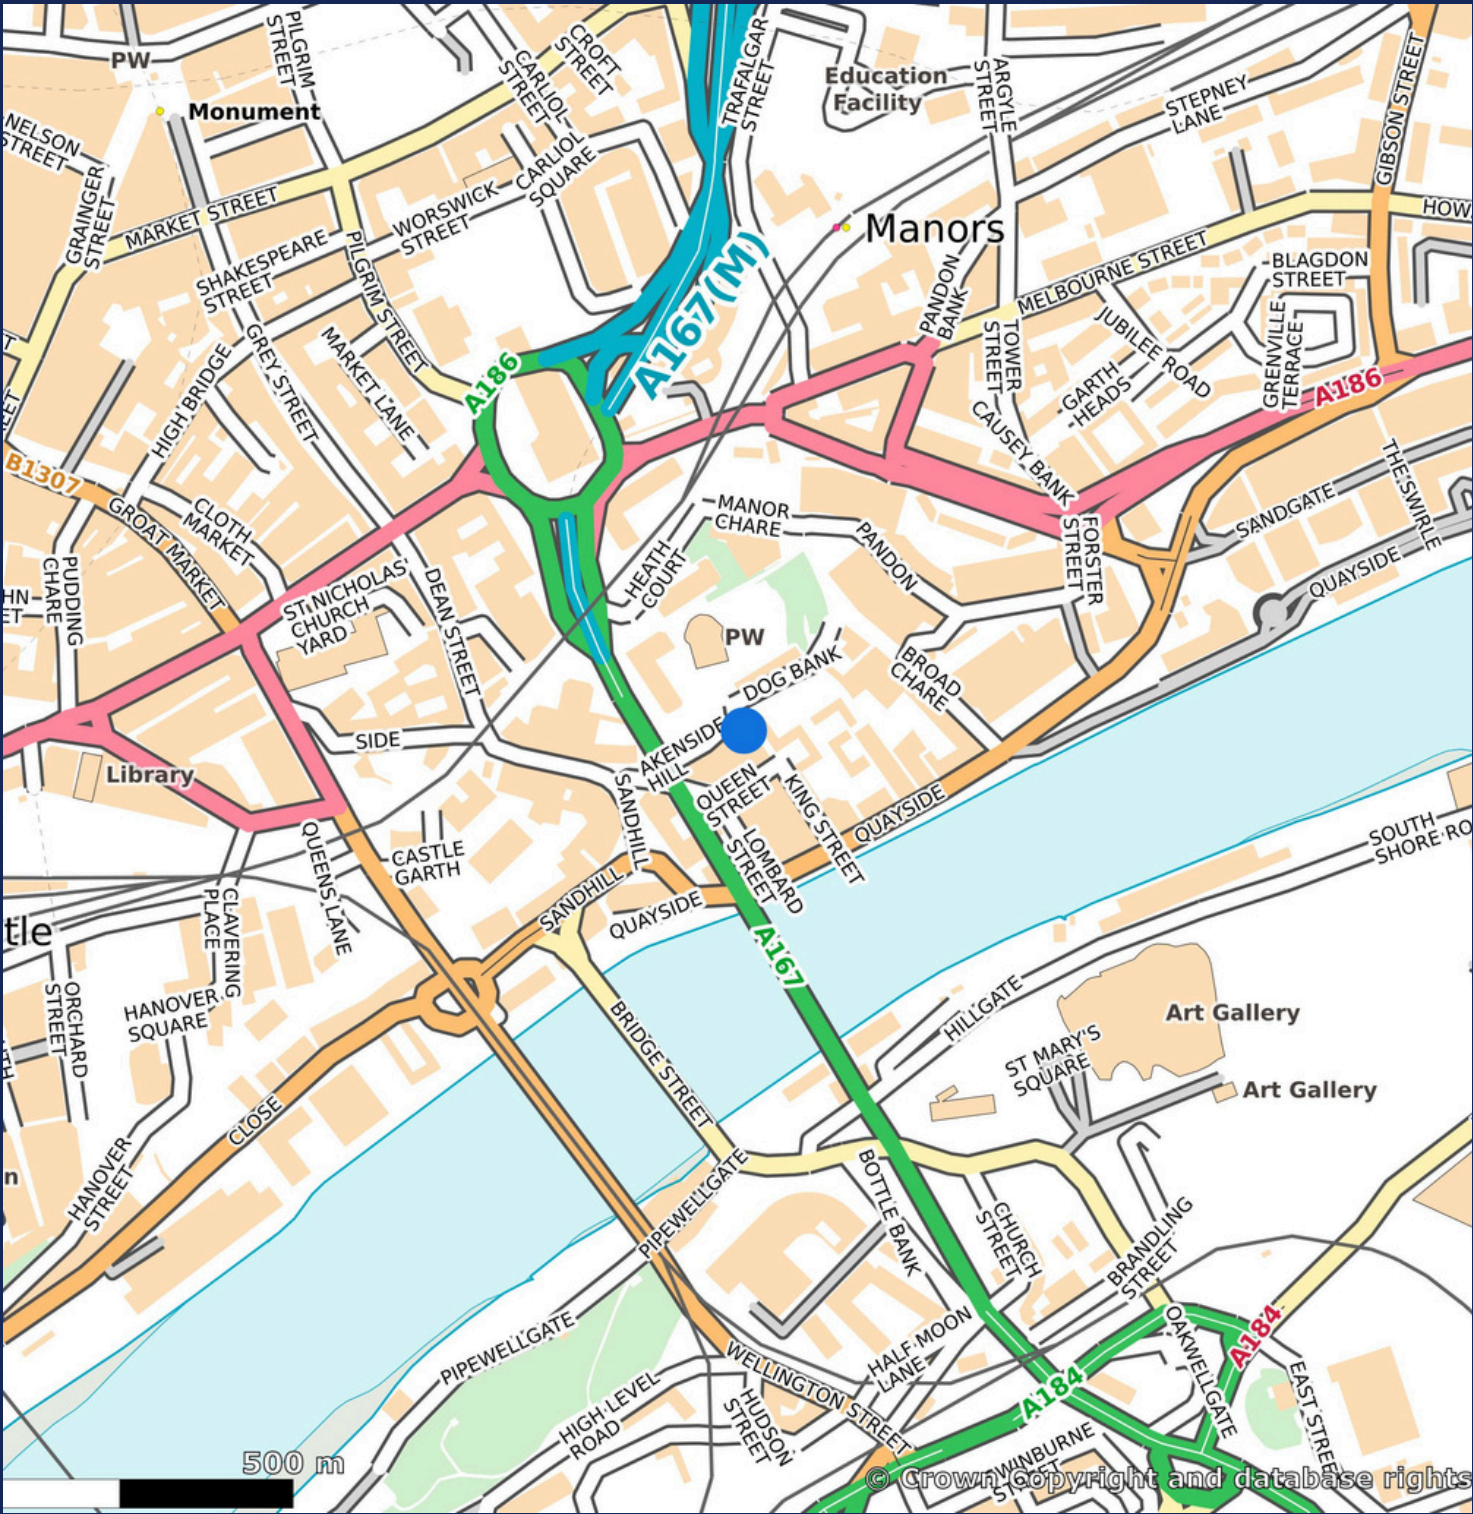 PILGRIM
STREET
PW
Monument
NELSON
STREET
GRAINGER
STREET
MARKET STREET
CROFT
STREET
CARLIOL
STREET
CARLIOL
SQUARE
WORSWICK
STREET
SHAKESPEARE
STREET
PILGRIM STREET
TRAFALGAR
STREET
Education
Facility
ARGYLE
STREET
STEPNEY
LANE
GIBSON STREET
HOW
Manors
A167(M)
MELBOURNE STREET
PANDON
BANK
BLAGDON
STREET
GRENVILLE
TERRACE
JUBILEE ROAD
GARTH
HEADS
TOWER
STREET
CAUSEY BANK
A186
A186
GREY STREET
MARKET LANE
HIGH BRIDGE
B1307
GROAT MARKET
CLOTH
MARKET
PUDDING
CHARE
HN
ET
ST NICHOLAS'
CHURCH
YARD
DEAN STREET
MANOR
CHARE
HEATH
COURT
PANDON
FORSTER
STREET
SANDGATE
THE SWIRLE
QUAYSIDE
PW
DOG BANK
BROAD
CHARE
AKENSIDE
HILL
SIDE
Library
SANDHILL
QUEEN
STREET
KING STREET
LOMBARD
STREET
QUAYSIDE
CASTLE
GARTH
QUEENS LANE
SANDHILL
QUAYSIDE
SOUTH
SHORE RO
tle
CLAVERING
PLACE
ORCHARD
STREET
HANOVER
SQUARE
A167
HILLGATE
Art Gallery
ST MARY'S
SQUARE
Art Gallery
BRIDGE STREET
CLOSE
HANOVER
STREET
n
PIPEWELLGATE
BOTTLE BANK
CHURCH
STREET
BRANDLING
STREET
PIPEWELLGATE
HALF MOON
LANE
WELLINGTON STREET
HIGH LEVEL
ROAD
HUDSON
STREET
A184
A184
OAKWELLGATE
EAST STREET
SWINBURNE
500 m
© Crown Copyright and database rights